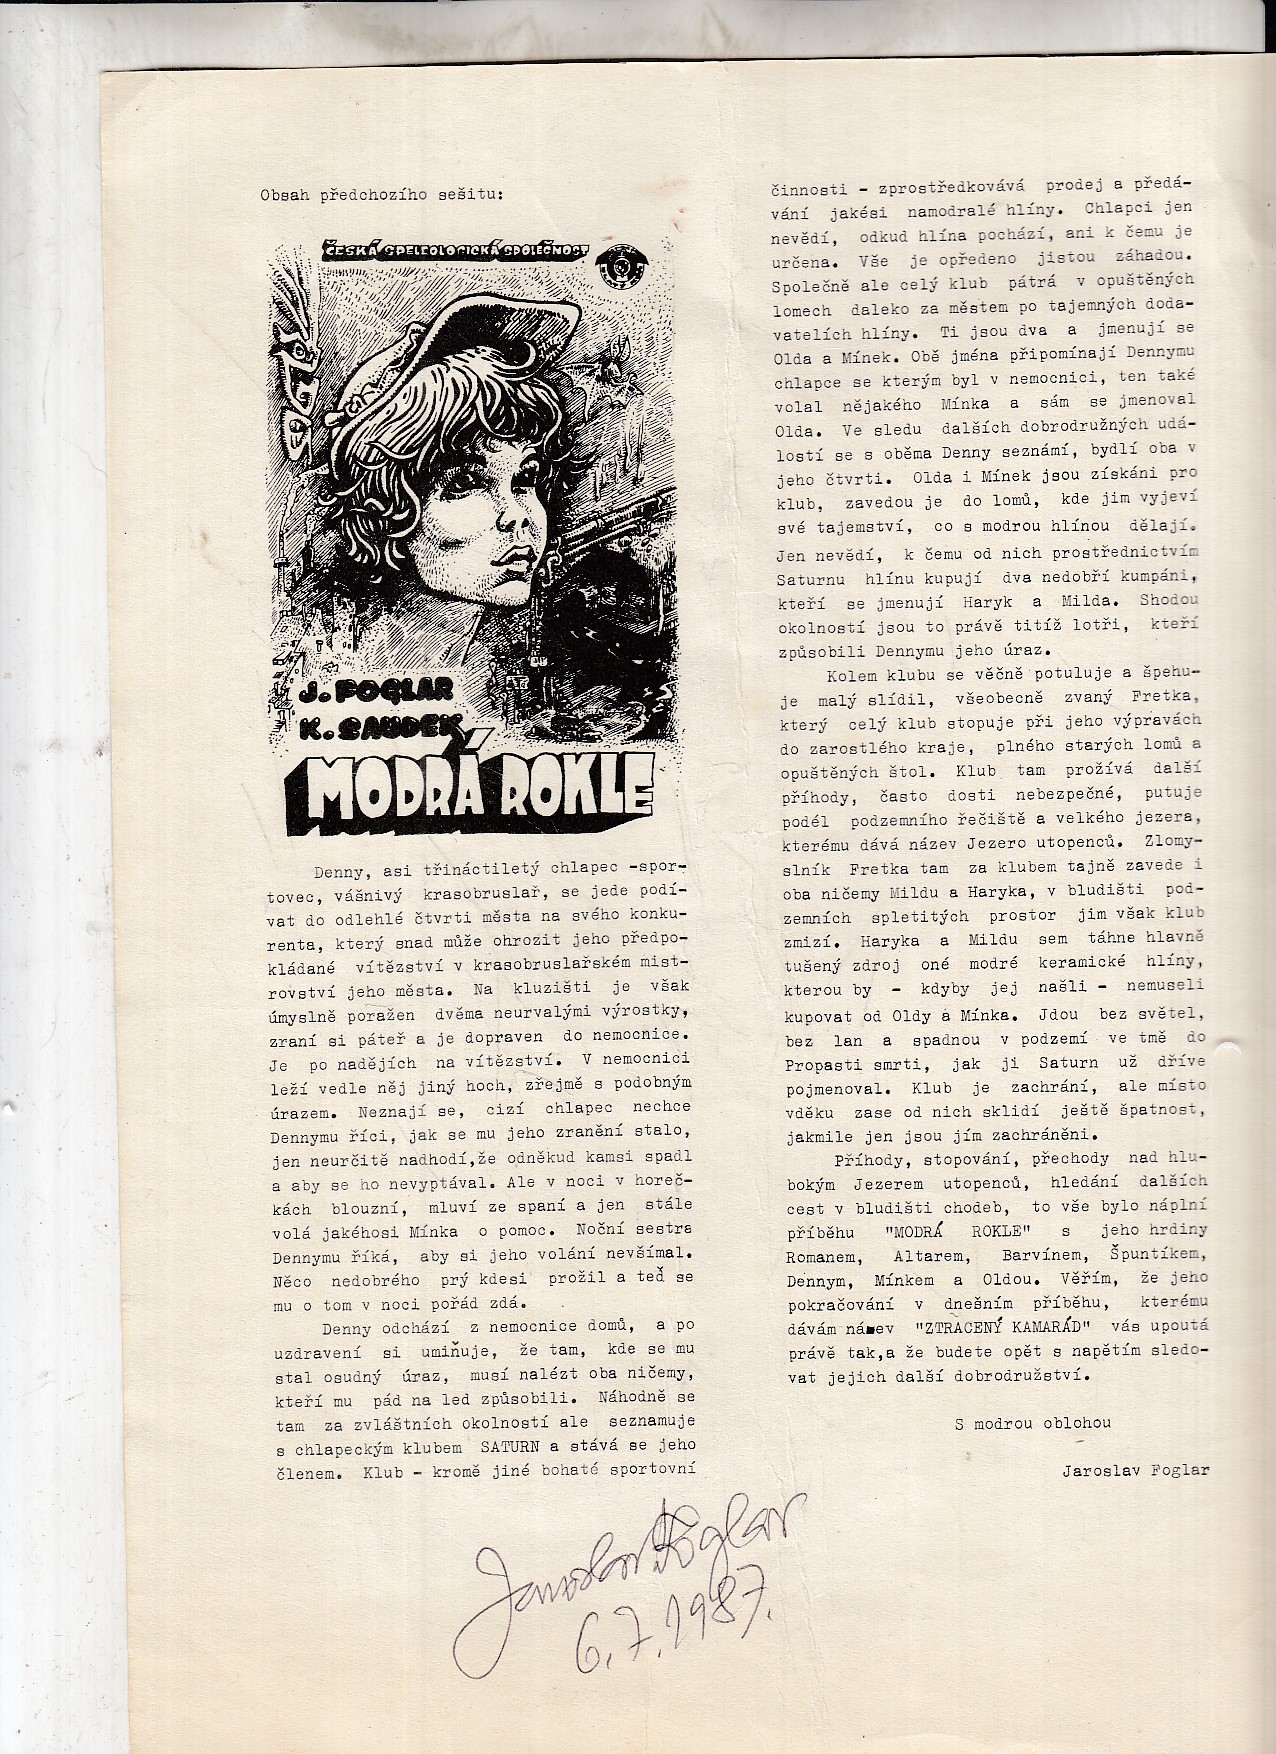 Obsah předchozího sešitu:
ČESKÁ SPELEOLOGICKÁ SPOLEČNOST
J. FOGLAR
K. SAUDEK
MODRÁ ROKLE
Denny, asi třináctiletý chlapec -spor-
tovec, vášnivý krasobruslař, se jede podí-
vat do odlehlé čtvrti města na svého konku-
renta, který snad může ohrozit jeho předpo-
kládané vítězství v krasobruslařském mist-
rovství jeho města. Na kluzišti je však
úmyslně poražen dvěma neurvalými výrostky,
zraní si páteř a je dopraven do nemocnice.
Je po nadějích na vítězství. V nemocnici
leží vedle něj jiný hoch, zřejmě s podobným
úrazem. Neznají se, cizí chlapec nechce
Dennymu říci, jak se mu jeho zranění stalo,
jen neurčitě nadhodí,že odněkud kamsi spadl
a aby se ho nevyptával. Ale v noci v horeč-
kách blouzní, mluví ze spaní a jen stále
volá jakéhosi Mínka o pomoc. Noční sestra
Dennymu říká, aby si jeho volání nevšímal.
Něco nedobrého prý kdesi prožil a teď se
mu o tom v noci pořád zdá.
Denny odchází z nemocnice domů, a po
uzdravení si umiňuje, že tam, kde se mu
stal osudný úraz, musí nalézt oba ničemy,
kteří mu pád na led způsobili. Náhodně se
tam za zvláštních okolností ale seznamuje
s chlapeckým klubem SATURN a stává se jeho
členem. Klub - kromě jiné bohaté sportovní
činnosti - zprostředkovává prodej a předá-
vání jakési namodralé hlíny. Chlapci jen
nevědí, odkud hlína pochází, ani k čemu je
určena. Vše je opředeno jistou záhadou.
Společně ale celý klub pátrá v opuštěných
lomech daleko za městem po tajemných doda-
vatelích hlíny. Ti jsou dva a jmenují se
Olda a Mínek. Obě jména připomínají Dennymu
chlapce se kterým byl v nemocnici, ten také
volal nějakého Mínka a sám se jmenoval
Olda. Ve sledu dalších dobrodružných udá-
lostí se s oběma Denny seznámí, bydlí oba v
jeho čtvrti. Olda i Mínek jsou získáni pro
klub, zavedou je do lomů, kde jim vyjeví
své tajemství, co s modrou hlínou dělají.
Jen nevědí, k čemu od nich prostřednictvím
Saturnu hlínu kupují dva nedobří kumpáni,
kteří se jmenují Haryk a Milda. Shodou
okolností jsou to právě titíž lotři, kteří
způsobili Dennymu jeho úraz.
Kolem klubu se věčně potuluje a špehu-
je malý slídil, všeobecně zvaný Fretka,
který celý klub stopuje při jeho výpravách
do zarostlého kraje, plného starých lomů a
opuštěných štol. Klub tam prožívá další
příhody, často dosti nebezpečné, putuje
podél podzemního řečiště a velkého jezera,
kterému dává název Jezero utopenců. Zlomy-
slník Fretka tam za klubem tajně zavede i
oba ničemy Mildu a Haryka, v bludišti pod-
zemních spletitých prostor jim však klub
zmizí. Haryka a Mildu sem táhne hlavně
tušený zdroj oné modré keramické hlíny,
kterou by - kdyby jej našli - nemuseli
kupovat od Oldy a Mínka. Jdou bez světel,
bez lan a spadnou v podzemí ve tmě do
Propasti smrti, jak ji Saturn už dříve
pojmenoval. Klub je zachrání, ale místo
vděku zase od nich sklidí ještě špatnost,
jakmile jen jsou jím zachráněni.
Příhody, stopování, přechody nad hlu-
bokým Jezerem utopenců, hledání dalších
cest v bludišti chodeb, to vše bylo náplní
příběhu "MODRÁ ROKLE" s jeho hrdiny
Romanem, Altarem, Barvínem, Špuntíkem,
Dennym, Mínkem a Oldou. Věřím, že jeho
pokračování v dnešním příběhu, kterému
dávám název "ZTRACENÝ KAMARÁD" vás upoutá
právě tak,a že budete opět s napětím sledo-
vat jejich další dobrodružství.
S modrou oblohou
Jaroslav Foglar
Jaroslav Foglar
6.7.1987.